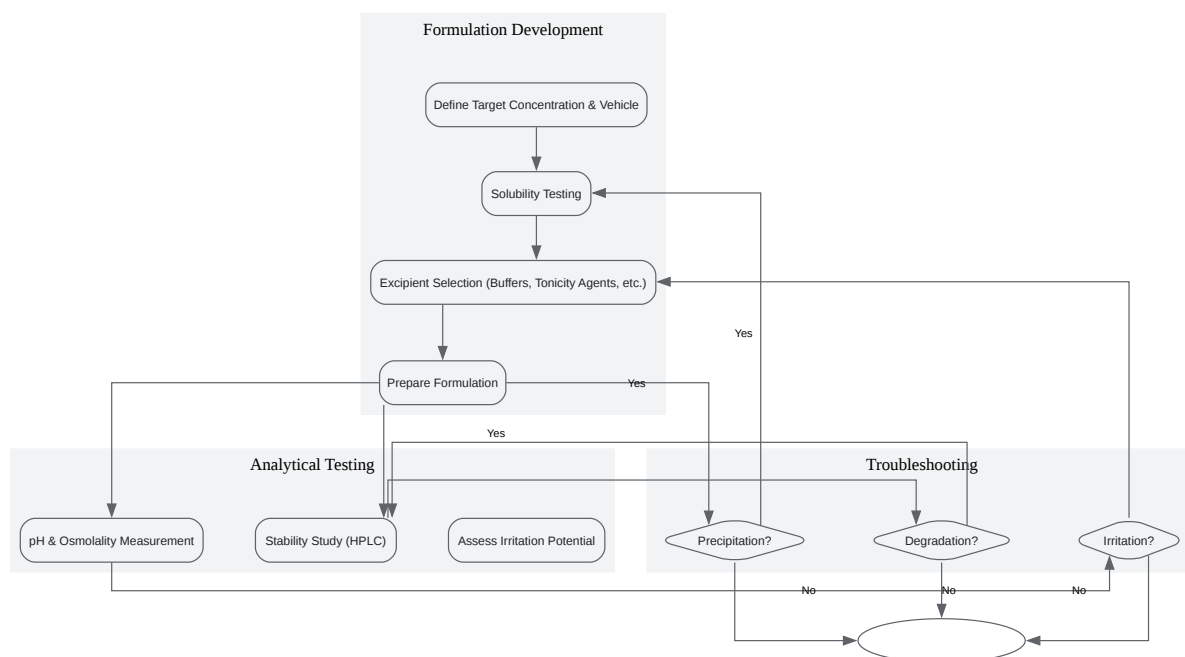 Formulation Development
Define Target Concentration & Vehicle
Solubility Testing
Excipient Selection (Buffers, Tonicity Agents, etc.)
Yes
Prepare Formulation
Yes
Yes
Analytical Testing
Troubleshooting
pH & Osmolality Measurement
Stability Study (HPLC)
Assess Irritation Potential
Precipitation?
Degradation?
Irritation?
No
No
No